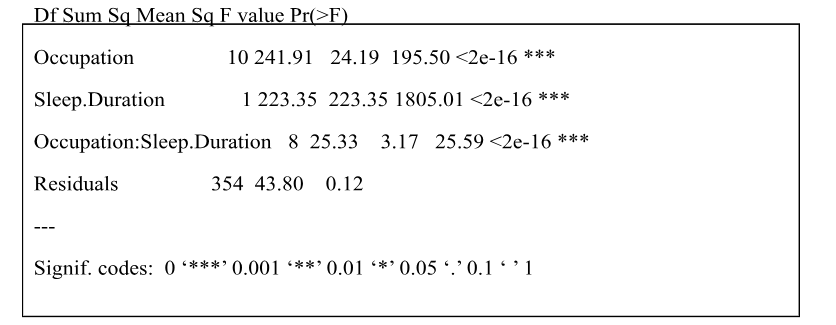 Df Sum Sq Mean Sq F value Pr(>F)
Occupation 10 241.91 24.19 195.50 <2e-16 ***
Sleep.Duration 1 223.35 223.35 1805.01 <2e-16 ***
Occupation:Sleep.Duration 8 25.33 3.17 25.59 <2e-16 ***
Residuals 354 43.80 0.12
---
Signif. codes: 0 ‘***’ 0.001 ‘**’ 0.01 ‘*’ 0.05 ‘.’ 0.1 ‘ ’ 1